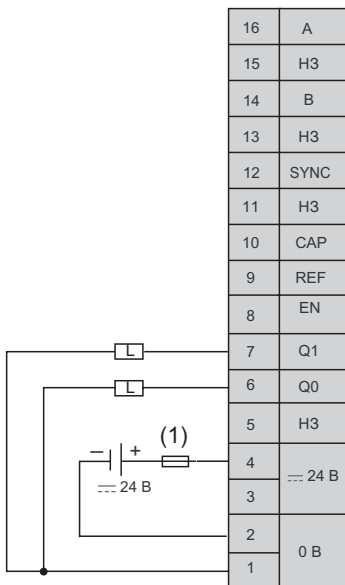 16 A
15 H3
14 B
13 H3
12 SYNC
11 H3
10 CAP
9 REF
8 EN
L 7 Q1
L 6 Q0
5 H3
(1)
– + 4
⎓ 24 В
⎓ 24 В
3
2
0 В
1